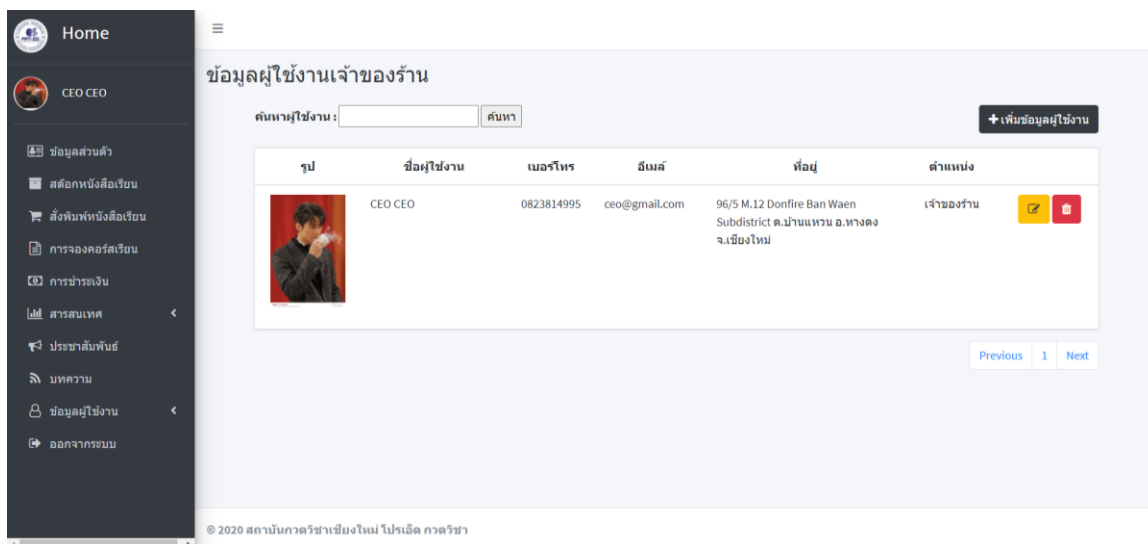 Home
CEO CEO
ข้อมูลส่วนตัว
สต๊อกหนังสือเรียน
สั่งพิมพ์หนังสือเรียน
การจองคอร์สเรียน
การชำระเงิน
สารสนเทศ
ประชาสัมพันธ์
บทความ
ข้อมูลผู้ใช้งาน
ออกจากระบบ
ข้อมูลผู้ใช้งานเจ้าของร้าน
ค้นหาผู้ใช้งาน : ค้นหา
เพิ่มข้อมูลผู้ใช้งาน
รูป ชื่อผู้ใช้งาน เบอร์โทร อีเมล์ ที่อยู่ ตำแหน่ง
CEO CEO 0823814995 ceo@gmail.com 96/5 M.12 Donfire Ban Waen เจ้าของร้าน
Subdistrict ต.บ้านแหวน อ.หางดง
จ.เชียงใหม่
Previous 1 Next
© 2020 สถาบันกวดวิชาเชียงใหม่ โปรเอ็ด กวดวิชา